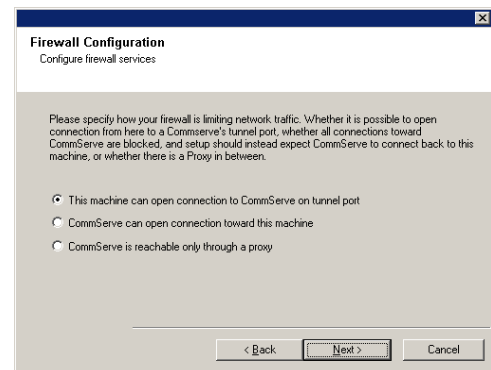 Firewall Configuration
Configure firewall services
Please specify how your firewall is limiting network traffic. Whether it is possible to open
connection from here to a Commserve's tunnel port, whether all connections toward
CommServe are blocked, and setup should instead expect CommServe to connect back to this
machine, or whether there is a Proxy in between.
This machine can open connection to CommServe on tunnel port
CommServe can open connection toward this machine
CommServe is reachable only through a proxy
< Back Next > Cancel